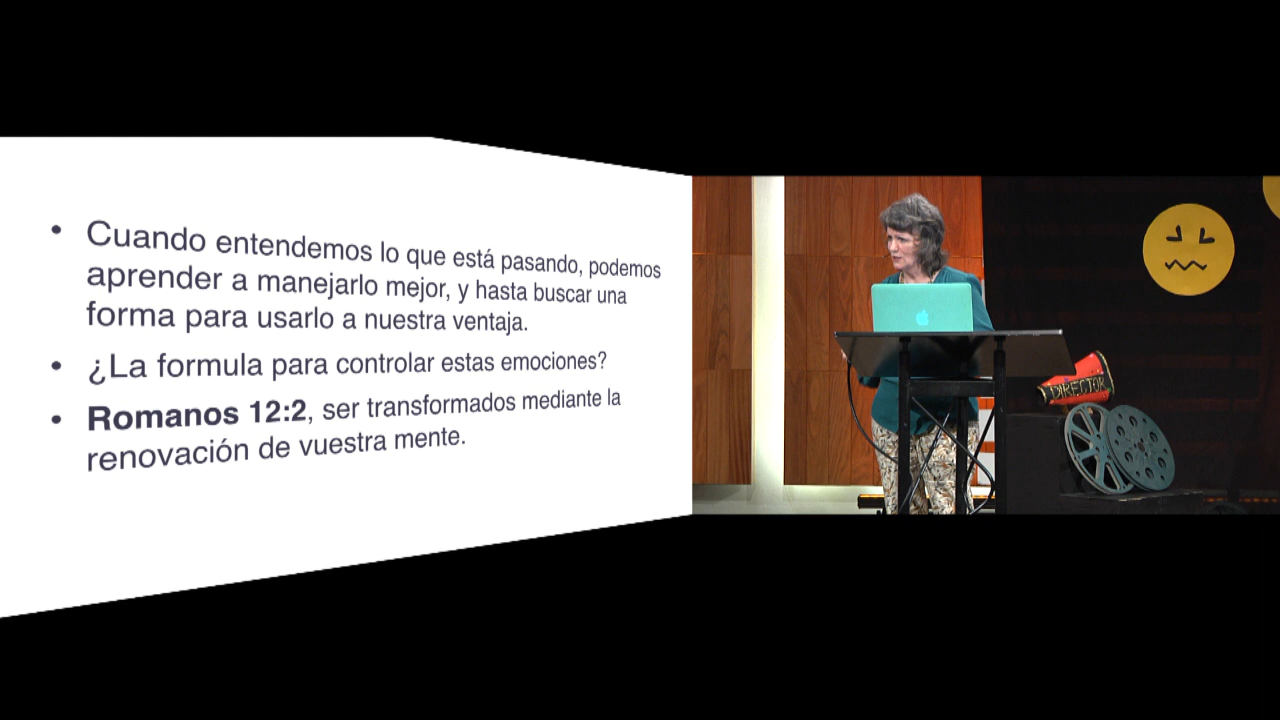 • Cuando entendemos lo que está pasando, podemos
aprender a manejarlo mejor, y hasta buscar una
forma para usarlo a nuestra ventaja.
• ¿La formula para controlar estas emociones?
• Romanos 12:2, ser transformados mediante la
renovación de vuestra mente.
DIRECTOR